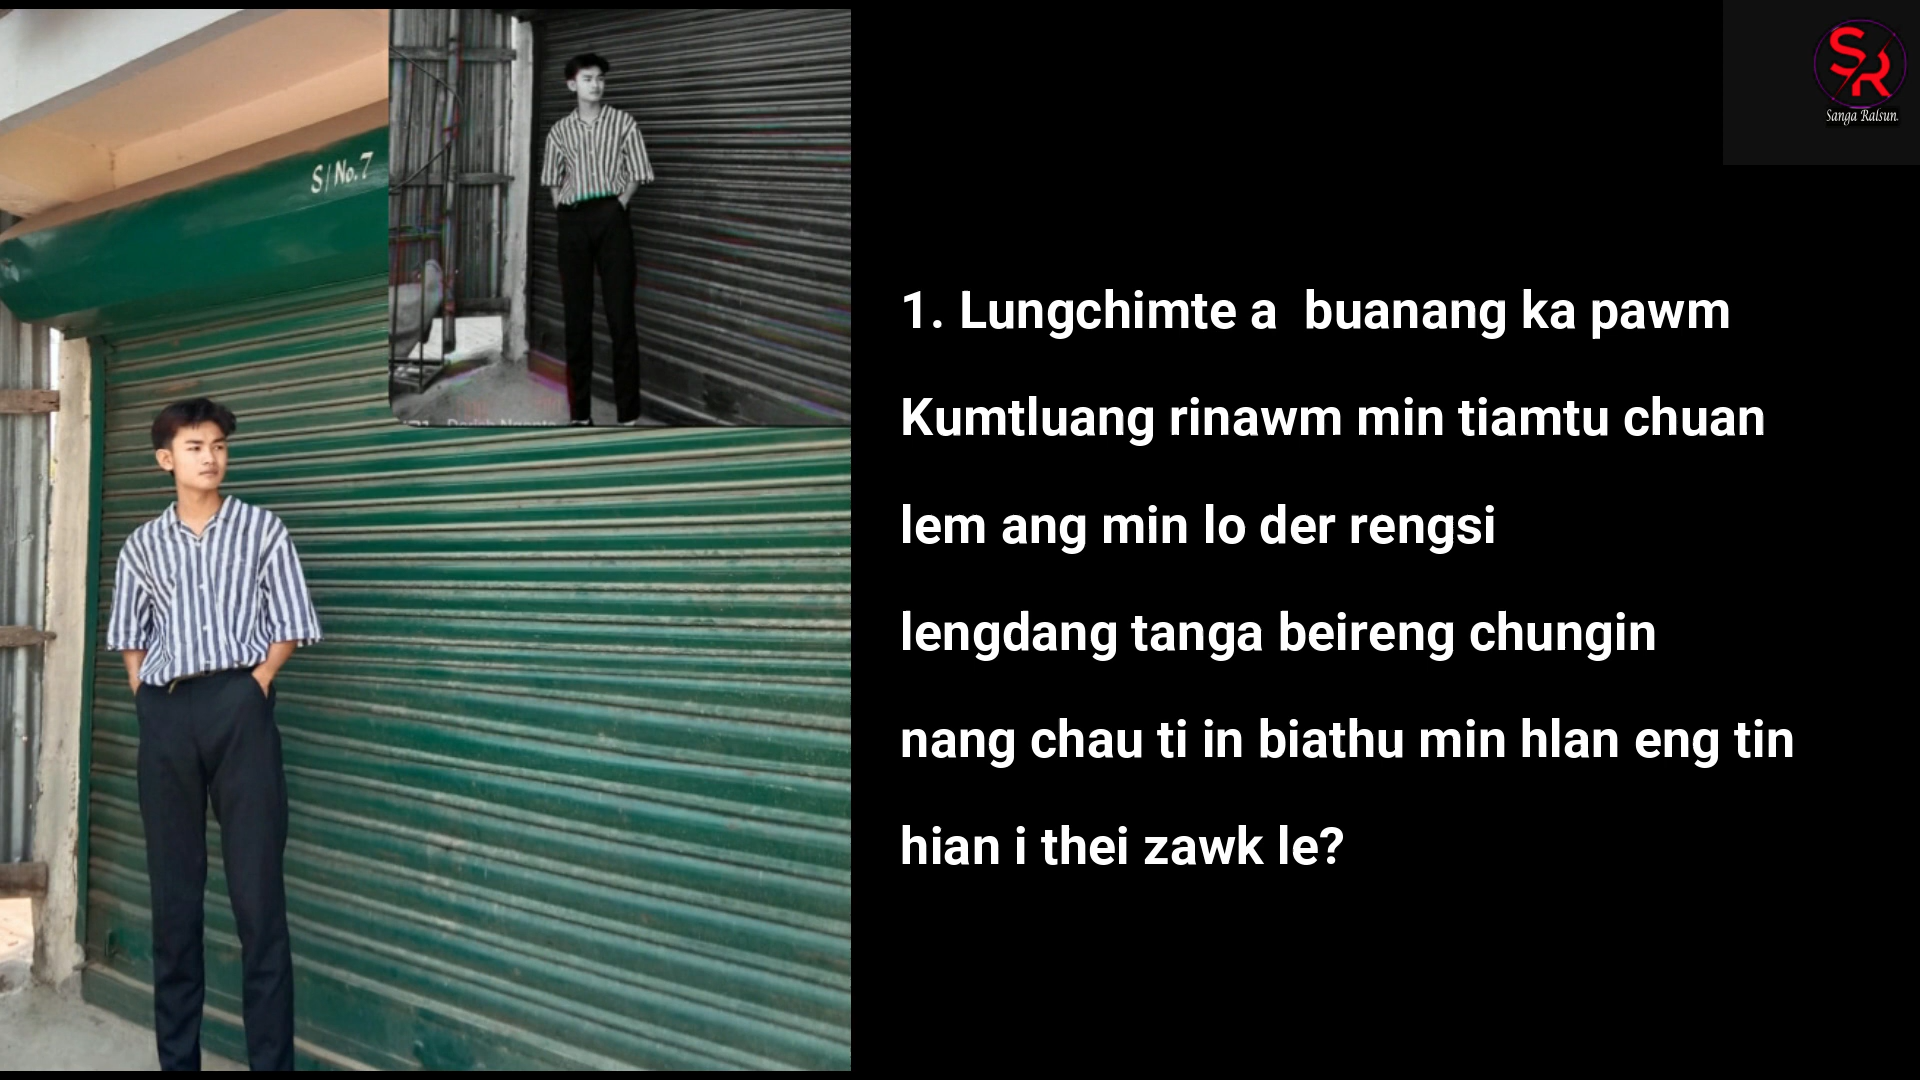 S/No.7
SR
Sanga Ralsun
1. Lungchimte a  buanang ka pawm
Kumtluang rinawm min tiamtu chuan
lem ang min lo der rengsi
lengdang tanga beireng chungin
nang chau ti in biathu min hlan eng tin
hian i thei zawk le?